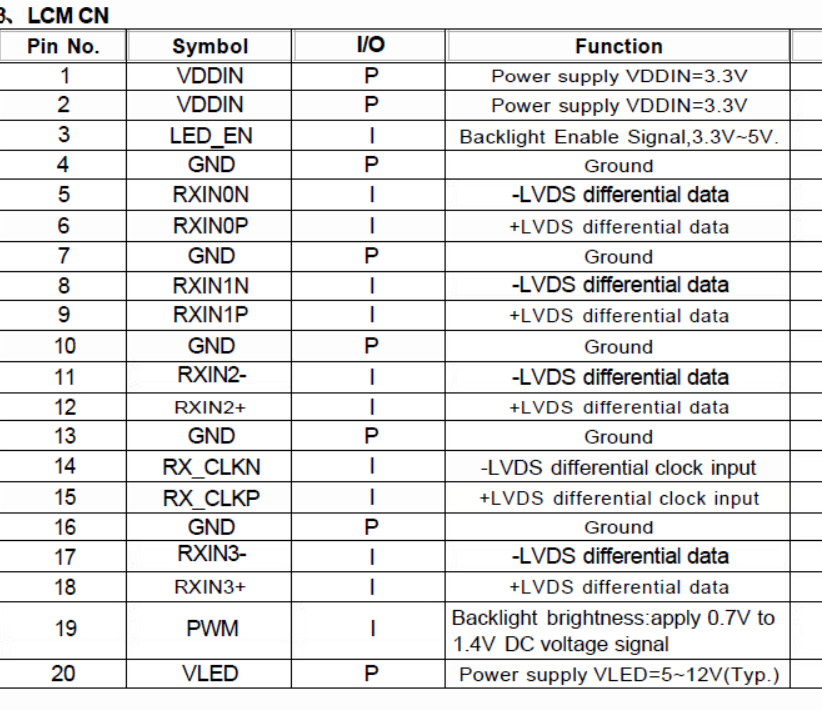 3、LCM CN
Pin No. Symbol I/O Function
1 VDDIN P Power supply VDDIN=3.3V
2 VDDIN P Power supply VDDIN=3.3V
3 LED_EN I Backlight Enable Signal,3.3V~5V.
4 GND P Ground
5 RXIN0N I -LVDS differential data
6 RXIN0P I +LVDS differential data
7 GND P Ground
8 RXIN1N I -LVDS differential data
9 RXIN1P I +LVDS differential data
10 GND P Ground
11 RXIN2- I -LVDS differential data
12 RXIN2+ I +LVDS differential data
13 GND P Ground
14 RX_CLKN I -LVDS differential clock input
15 RX_CLKP I +LVDS differential clock input
16 GND P Ground
17 RXIN3- I -LVDS differential data
18 RXIN3+ I +LVDS differential data
19 PWM I Backlight brightness:apply 0.7V to
1.4V DC voltage signal
20 VLED P Power supply VLED=5~12V(Typ.)